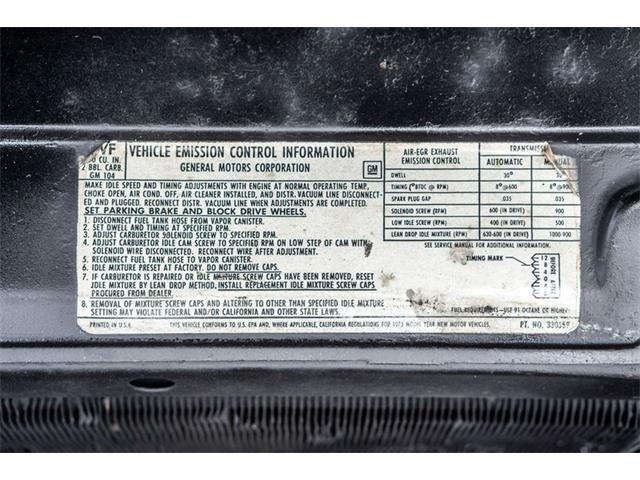 VF
CU. IN.
2 BBL. CARB.
GM 104
VEHICLE EMISSION CONTROL INFORMATION
GENERAL MOTORS CORPORATION
GM
MAKE IDLE SPEED AND TIMING ADJUSTMENTS WITH ENGINE AT NORMAL OPERATING TEMP,
CHOKE OPEN, AIR COND. OFF, AIR CLEANER INSTALLED, AND DISTR. VACUUM LINE DISCONNECT-
ED AND PLUGGED. RECONNECT DISTR. VACUUM LINE WHEN ADJUSTMENTS ARE COMPLETED.
SET PARKING BRAKE AND BLOCK DRIVE WHEELS.
1. DISCONNECT FUEL TANK HOSE FROM VAPOR CANISTER.
2. SET DWELL AND TIMING AT SPECIFIED RPM.
3. ADJUST CARBURETOR SOLENOID SCREW TO SPECIFIED RPM.
4. ADJUST CARBURETOR IDLE CAM SCREW TO SPECIFIED RPM ON LOW STEP OF CAM WITH
SOLENOID WIRE DISCONNECTED. RECONNECT WIRE AFTER ADJUSTMENT.
5. RECONNECT FUEL TANK HOSE TO VAPOR CANISTER.
6. IDLE MIXTURE PRESET AT FACTORY. DO NOT REMOVE CAPS.
7. IF CARBURETOR IS REPAIRED OR IDLE MIXTURE SCREW CAPS HAVE BEEN REMOVED, RESET
IDLE MIXTURE BY LEAN DROP METHOD. INSTALL REPLACEMENT IDLE MIXTURE SCREW CAPS
PROCURED FROM DEALER.
8. REMOVAL OF MIXTURE SCREW CAPS AND ALTERING TO OTHER THAN SPECIFIED IDLE MIXTURE
SETTING MAY VIOLATE FEDERAL AND/OR CALIFORNIA AND OTHER STATE LAWS.
AIR-EGR EXHAUST EMISSION CONTROL
TRANSMISS
AUTOMATIC MANUAL
DWELL 30° 30
TIMING (°BTDC @ RPM) 8°@600 8°@900
SPARK PLUG GAP .035 .035
SOLENOID SCREW (RPM) 600 (IN DRIVE) 900
LOW IDLE SCREW (RPM) 400 (IN DRIVE) 500
LEAN DROP IDLE MIXTURE (RPM) 630-600 (IN DRIVE) 1000-900
SEE SERVICE MANUAL FOR ADDITIONAL INFORMATION
TIMING MARK
FUEL REQUIREMENTS—USE 91 OCTANE OR HIGHER
PRINTED IN U.S.A.
THIS VEHICLE CONFORMS TO U.S. EPA AND, WHERE APPLICABLE, CALIFORNIA REGULATIONS FOR 1973 MODEL YEAR NEW MOTOR VEHICLES.
PT. NO. 330859